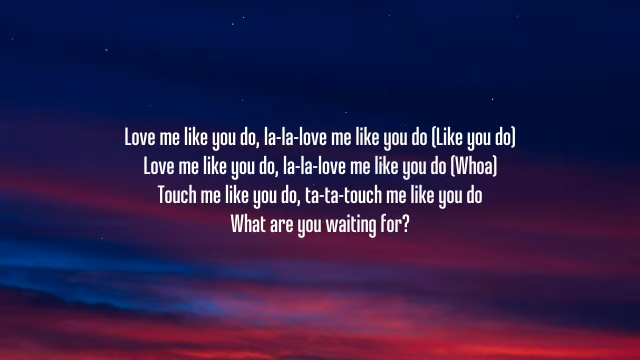 Love me like you do, la-la-love me like you do (Like you do)
Love me like you do, la-la-love me like you do (Whoa)
Touch me like you do, ta-ta-touch me like you do
What are you waiting for?